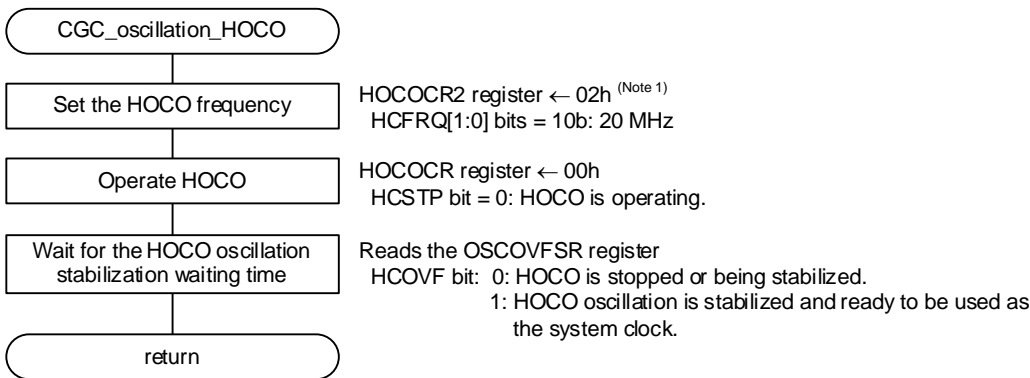 CGC_oscillation_HOCO
Set the HOCO frequency
HOCOCR2 register ← 02h (Note 1)
HCFRQ[1:0] bits = 10b: 20 MHz
Operate HOCO
HOCOCR register ← 00h
HCSTP bit = 0: HOCO is operating.
Wait for the HOCO oscillation
stabilization waiting time
Reads the OSCOVFSR register
HCOVF bit: 0: HOCO is stopped or being stabilized.
1: HOCO oscillation is stabilized and ready to be used as
the system clock.
return